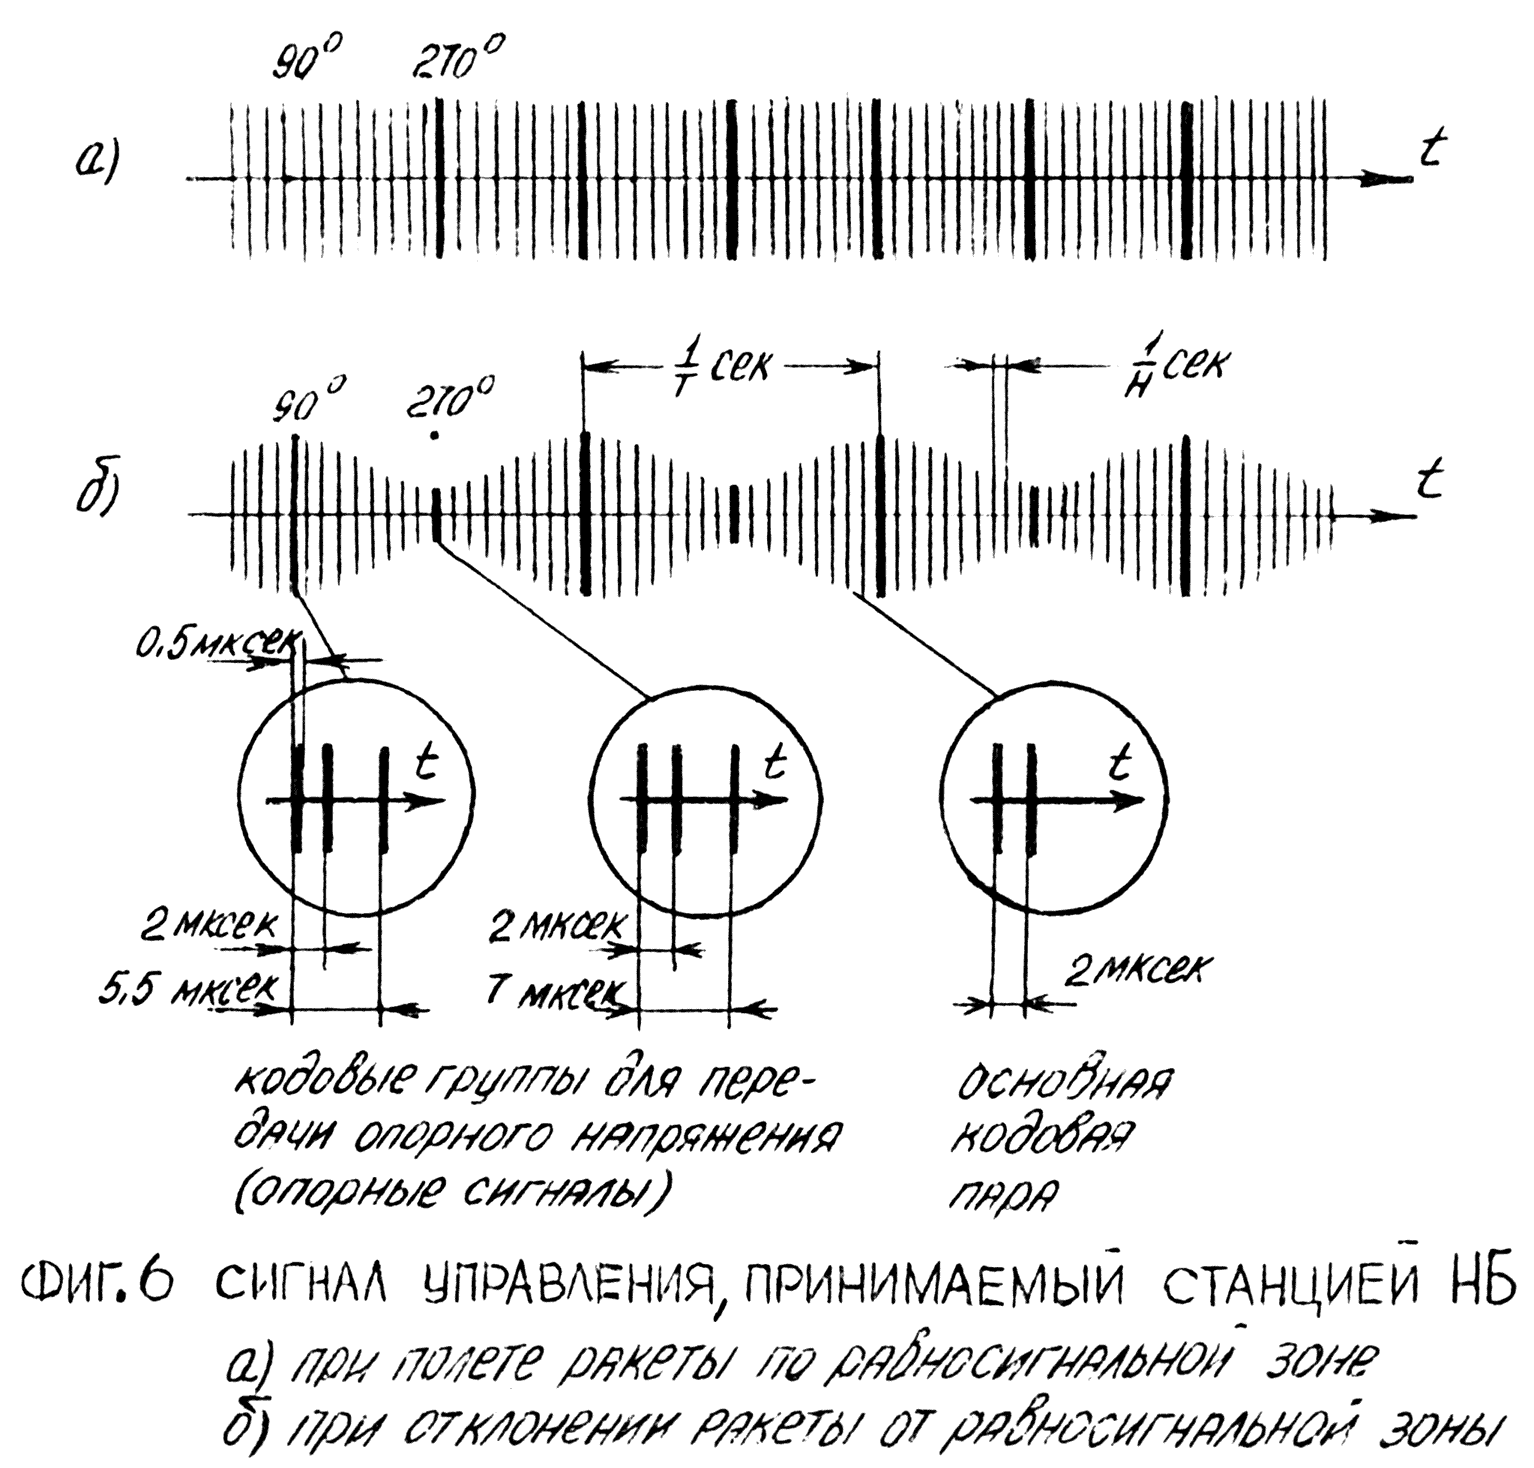 90° 270°
а) t
1/T сек 1/H сек
90° 270°
б) t
0,5 мксек
t t t
2 мксек 2 мксек
5,5 мксек 7 мксек 2 мксек
кодовые группы для пере-
дачи опорного напряжения
(опорные сигналы)
основная
кодовая
пара
ФИГ. 6 СИГНАЛ УПРАВЛЕНИЯ, ПРИНИМАЕМЫЙ СТАНЦИЕЙ НБ
а) при полете ракеты по равносигнальной зоне
б) при отклонении ракеты от равносигнальной зоны